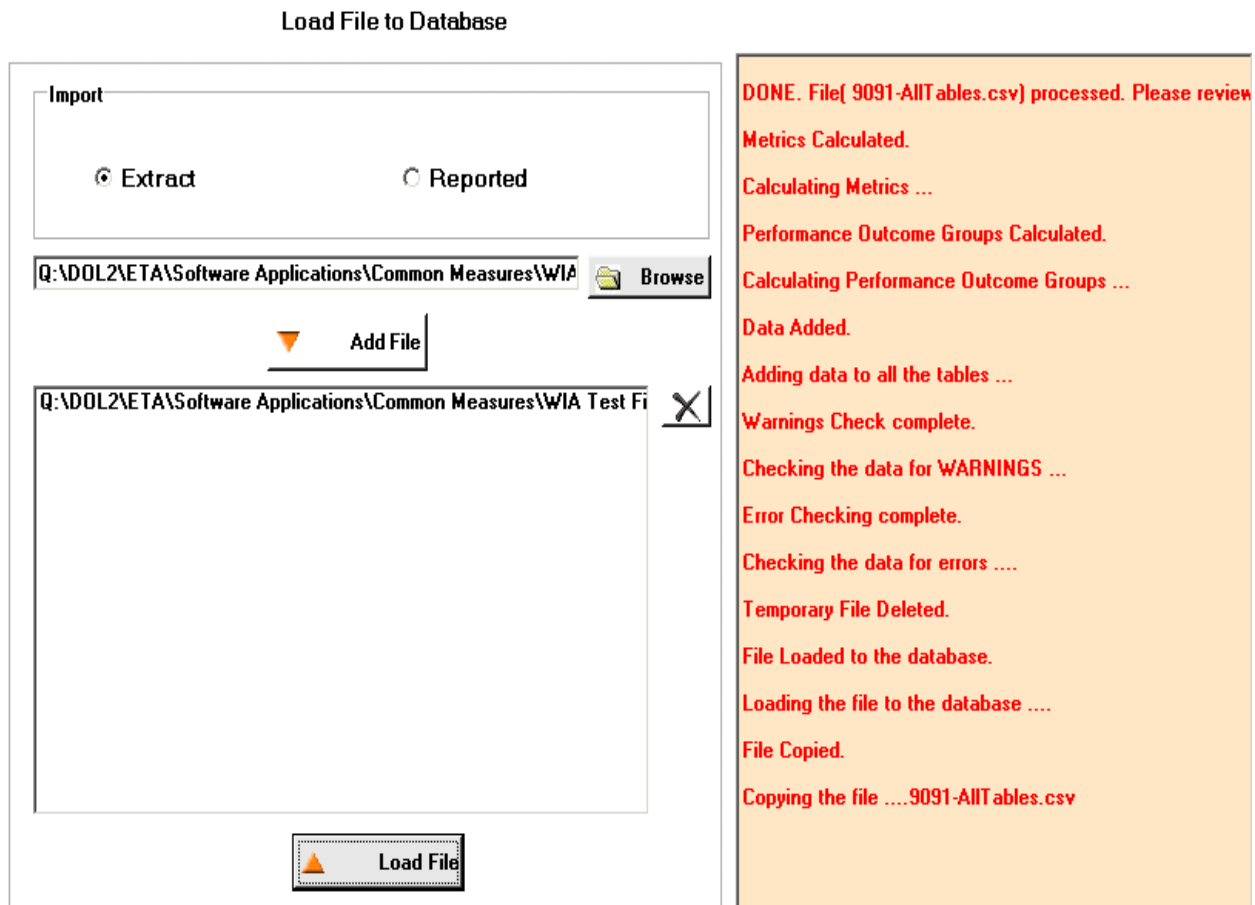 Load File to Database
Import
Extract
Reported
Q:\DOL2\ETA\Software Applications\Common Measures\WIA
Browse
Add File
Q:\DOL2\ETA\Software Applications\Common Measures\WIA Test Fi
Load File
DONE. File( 9091-AllTables.csv) processed. Please review
Metrics Calculated.
Calculating Metrics ...
Performance Outcome Groups Calculated.
Calculating Performance Outcome Groups ...
Data Added.
Adding data to all the tables ...
Warnings Check complete.
Checking the data for WARNINGS ...
Error Checking complete.
Checking the data for errors ....
Temporary File Deleted.
File Loaded to the database.
Loading the file to the database ....
File Copied.
Copying the file ....9091-AllTables.csv